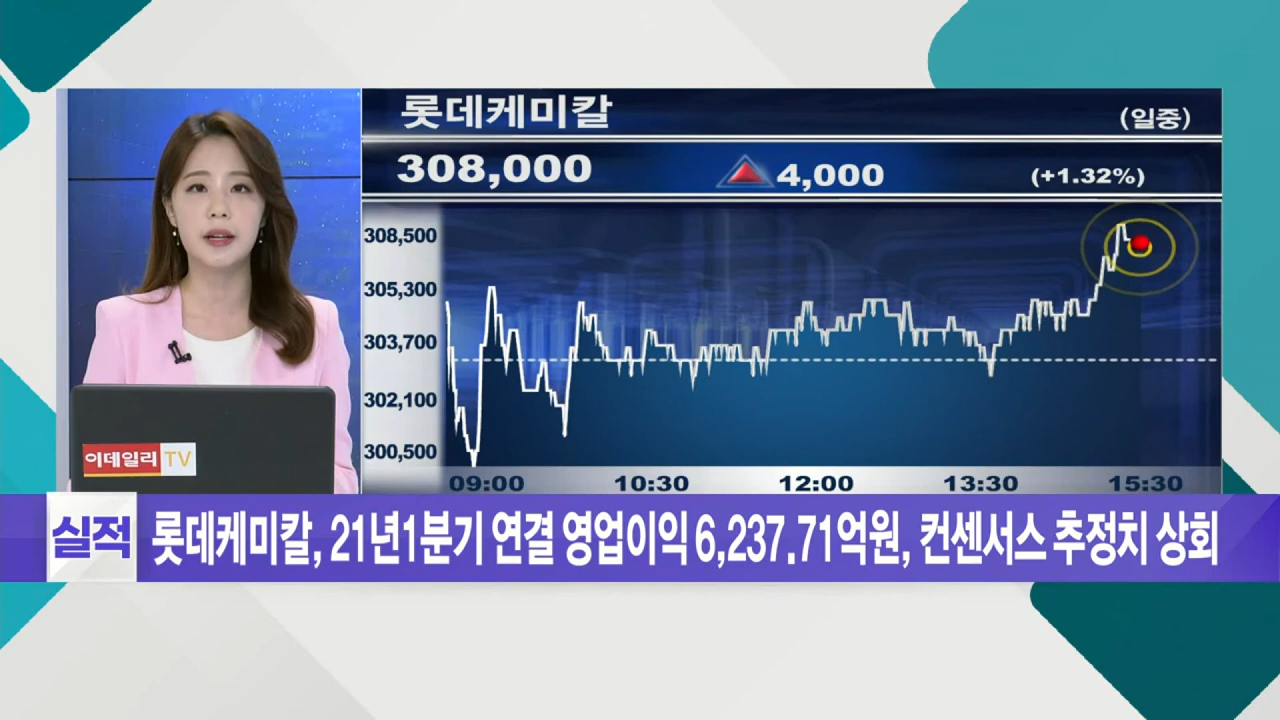 롯데케미칼 (일중)
308,000 4,000 (+1.32%)
308,500
305,300
303,700
302,100
300,500
09:00 10:30 12:00 13:30 15:30
이데일리 TV
실적 롯데케미칼, 21년1분기 연결 영업이익 6,237.71억원, 컨센서스 추정치 상회